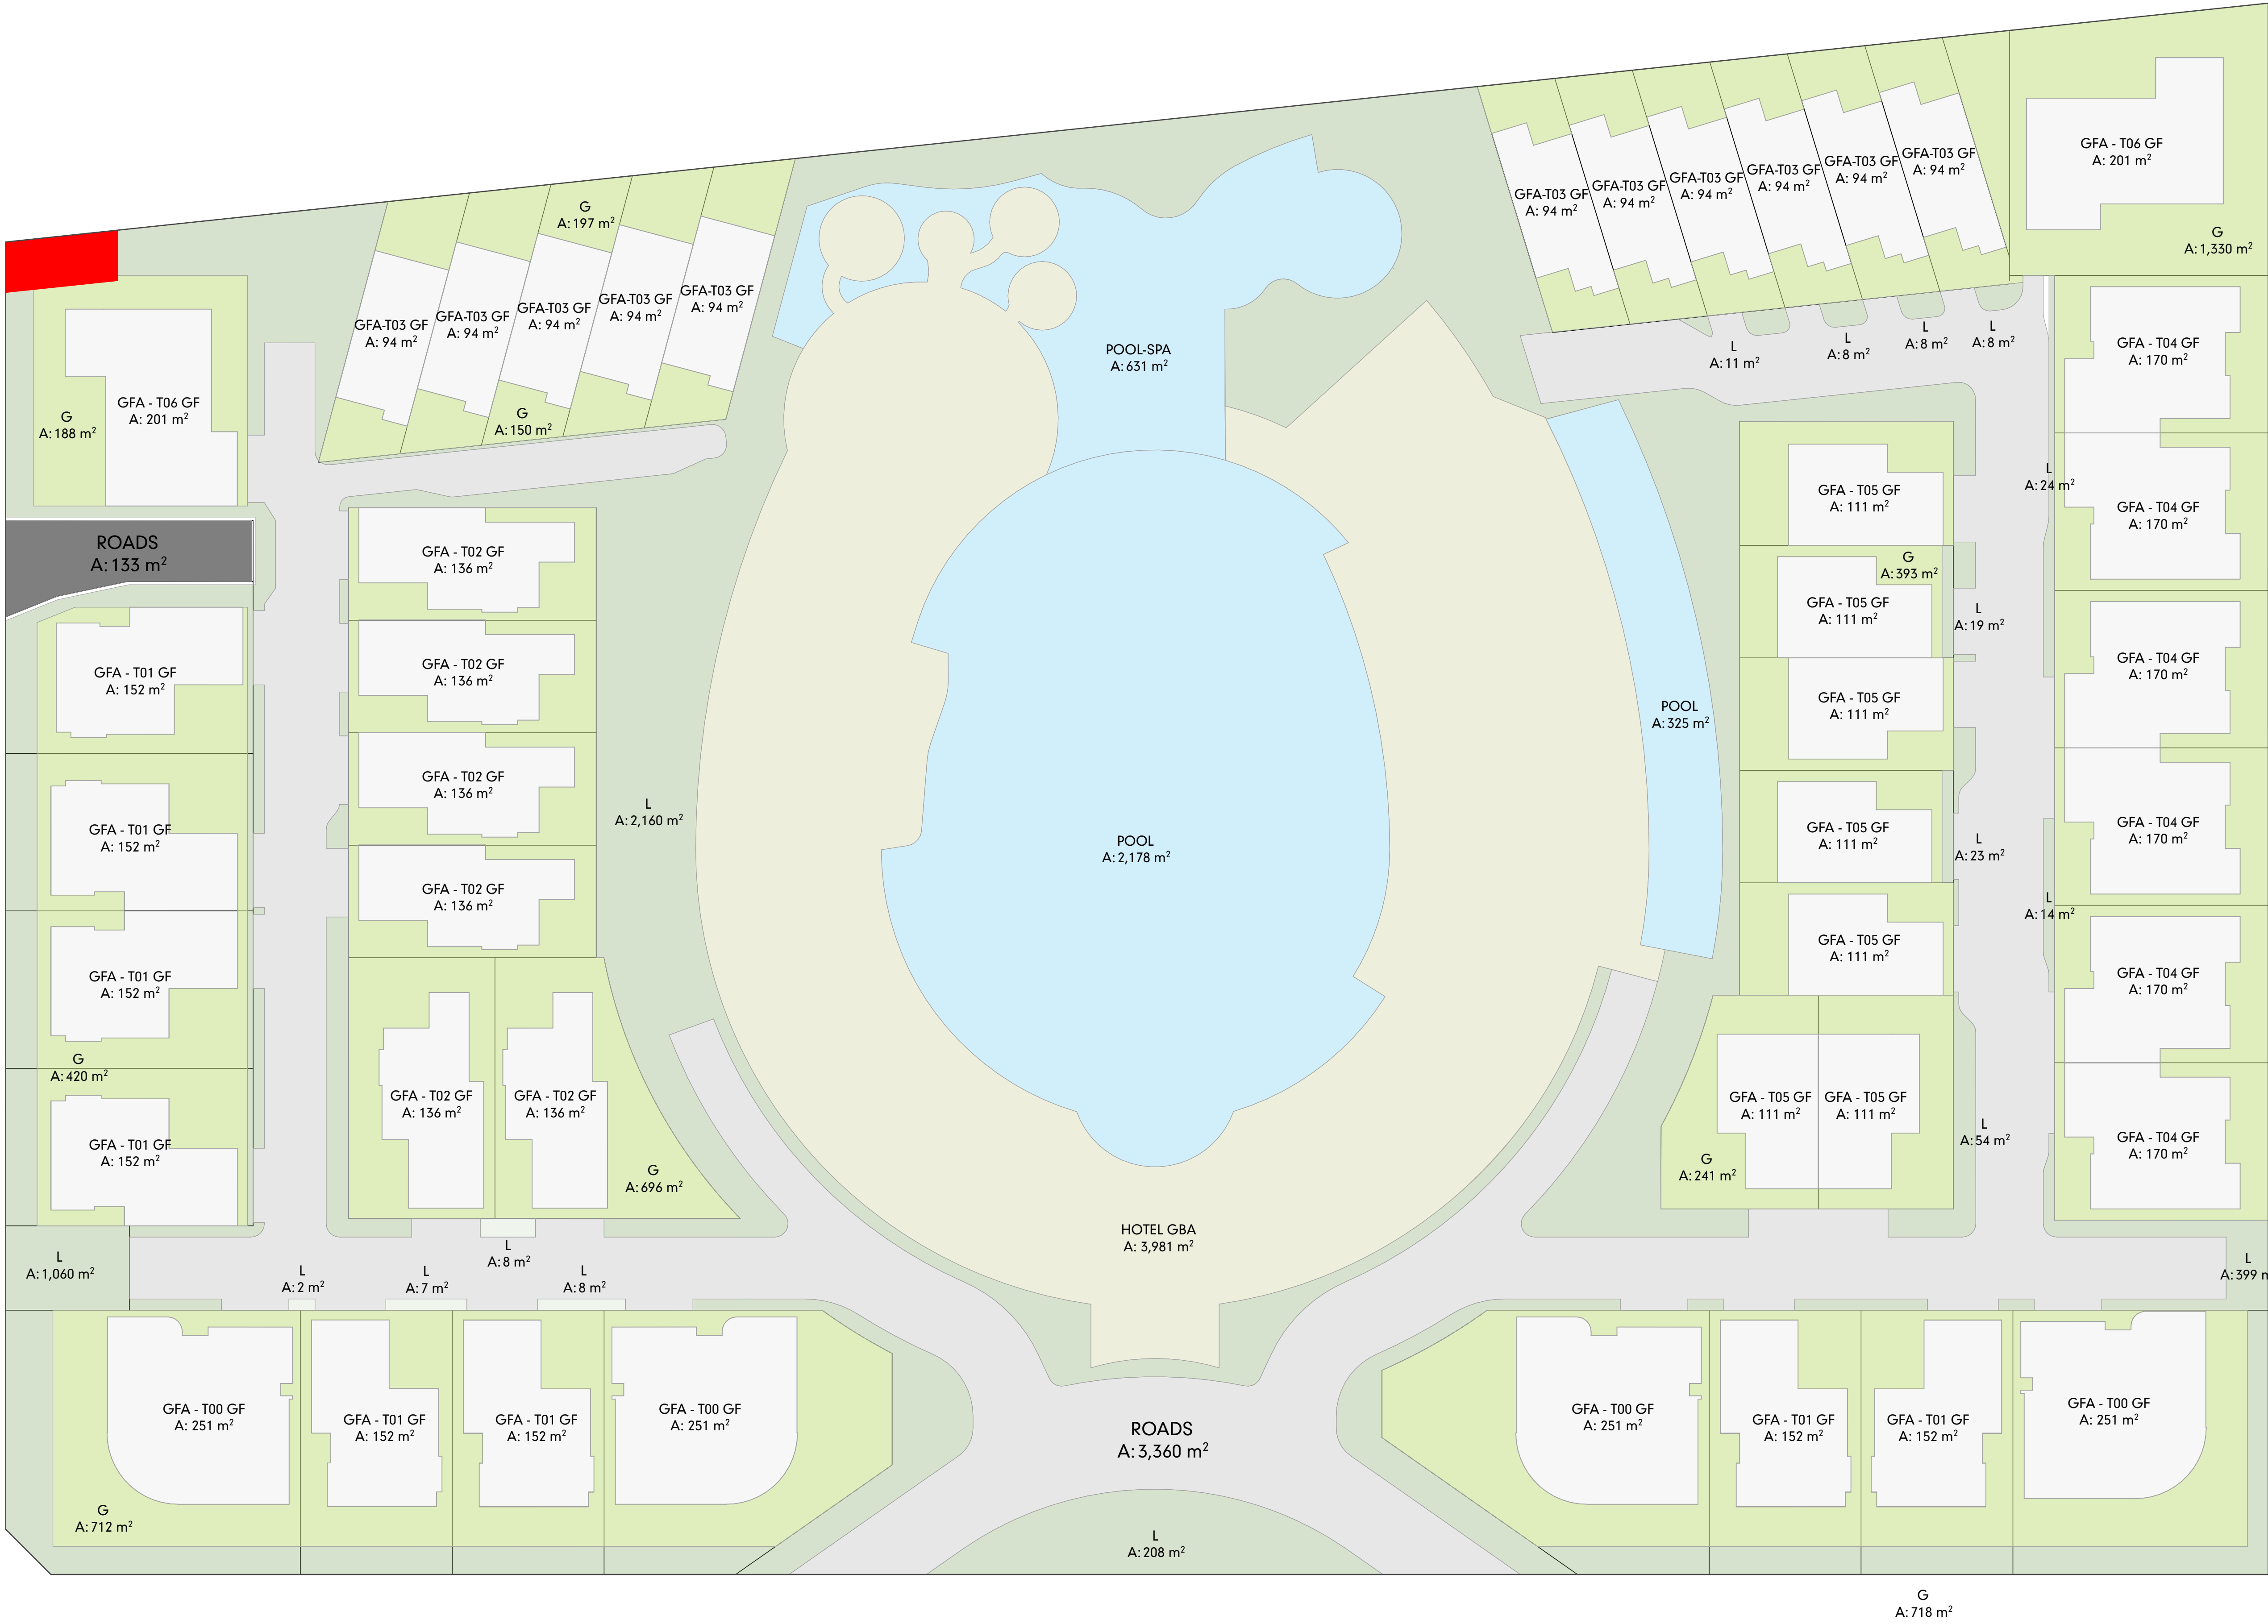 GFA - T06 GF
A: 201 m²
G
A: 1,330 m²
G
A: 197 m²
GFA-T03 GF
A: 94 m²
GFA-T03 GF
A: 94 m²
GFA-T03 GF
A: 94 m²
GFA-T03 GF
A: 94 m²
GFA-T03 GF
A: 94 m²
G
A: 150 m²
GFA-T03 GF
A: 94 m²
GFA-T03 GF
A: 94 m²
GFA-T03 GF
A: 94 m²
GFA-T03 GF
A: 94 m²
GFA-T03 GF
A: 94 m²
GFA-T03 GF
A: 94 m²
POOL-SPA
A: 631 m²
L
A: 11 m²
L
A: 8 m²
L
A: 8 m²
L
A: 8 m²
G
A: 188 m²
GFA - T06 GF
A: 201 m²
ROADS
A: 133 m²
GFA - T01 GF
A: 152 m²
GFA - T01 GF
A: 152 m²
GFA - T01 GF
A: 152 m²
G
A: 420 m²
GFA - T01 GF
A: 152 m²
GFA - T02 GF
A: 136 m²
GFA - T02 GF
A: 136 m²
GFA - T02 GF
A: 136 m²
GFA - T02 GF
A: 136 m²
GFA - T02 GF
A: 136 m²
GFA - T02 GF
A: 136 m²
G
A: 696 m²
L
A: 2,160 m²
POOL
A: 2,178 m²
POOL
A: 325 m²
HOTEL GBA
A: 3,981 m²
GFA - T05 GF
A: 111 m²
G
A: 393 m²
GFA - T05 GF
A: 111 m²
GFA - T05 GF
A: 111 m²
GFA - T05 GF
A: 111 m²
GFA - T05 GF
A: 111 m²
GFA - T05 GF
A: 111 m²
GFA - T05 GF
A: 111 m²
G
A: 241 m²
L
A: 24 m²
L
A: 19 m²
L
A: 23 m²
L
A: 14 m²
L
A: 54 m²
GFA - T04 GF
A: 170 m²
GFA - T04 GF
A: 170 m²
GFA - T04 GF
A: 170 m²
GFA - T04 GF
A: 170 m²
GFA - T04 GF
A: 170 m²
GFA - T04 GF
A: 170 m²
L
A: 1,060 m²
L
A: 2 m²
L
A: 7 m²
L
A: 8 m²
L
A: 8 m²
L
A: 399 m
GFA - T00 GF
A: 251 m²
GFA - T01 GF
A: 152 m²
GFA - T01 GF
A: 152 m²
GFA - T00 GF
A: 251 m²
G
A: 712 m²
ROADS
A: 3,360 m²
L
A: 208 m²
GFA - T00 GF
A: 251 m²
GFA - T01 GF
A: 152 m²
GFA - T01 GF
A: 152 m²
GFA - T00 GF
A: 251 m²
G
A: 718 m²